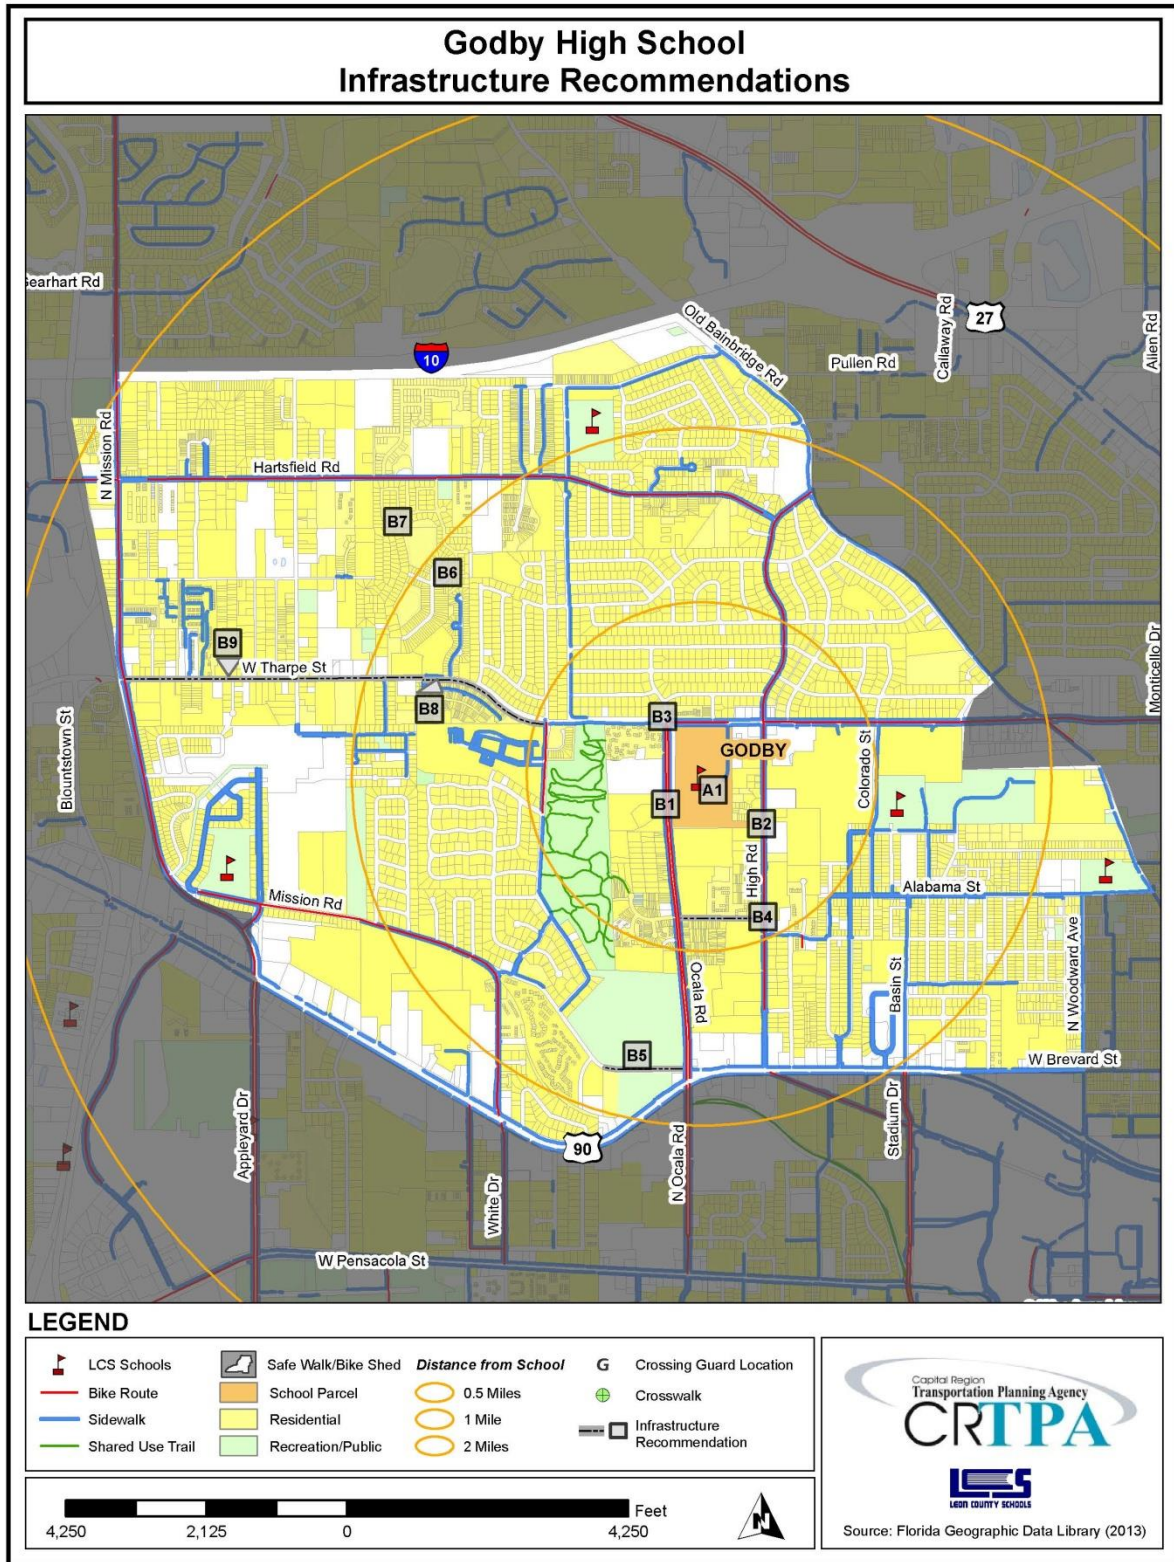 Godby High School
Infrastructure Recommendations
Gearhart Rd
27
Callaway Rd
Allen Rd
Old Bainbridge Rd
Pullen Rd
10
N Mission Rd
Hartsfield Rd
B7
B6
B9
W Tharpe St
B8
Blountstown St
Monticello Dr
B3
GODBY
Colorado St
A1
B1
B2
High Rd
Mission Rd
Alabama St
B4
N Woodward Ave
Ocala Rd
Basin St
B5
W Brevard St
Appleyard Dr
White Dr
90
N Ocala Rd
Stadium Dr
W Pensacola St
LEGEND
LCS Schools
Bike Route
Sidewalk
Shared Use Trail
Safe Walk/Bike Shed
School Parcel
Residential
Recreation/Public
Distance from School
0.5 Miles
1 Mile
2 Miles
G Crossing Guard Location
Crosswalk
Infrastructure
Recommendation
Feet
4,250 2,125 0 4,250
N
Capital Region
Transportation Planning Agency
CRTPA
LCS
LEON COUNTY SCHOOLS
Source: Florida Geographic Data Library (2013)